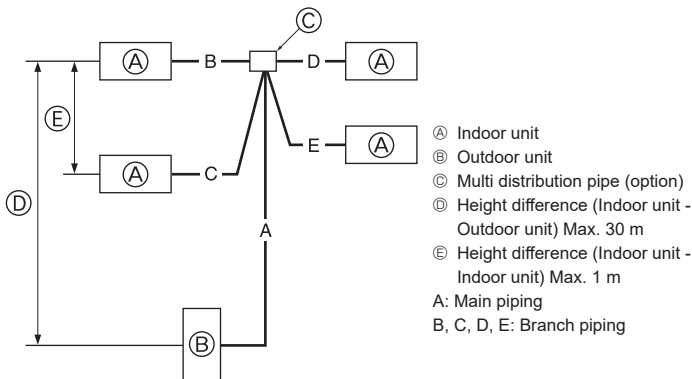 Ⓒ
Ⓐ B D Ⓐ
Ⓔ
E Ⓐ
Ⓐ C
Ⓓ
A
Ⓑ
Ⓐ Indoor unit
Ⓑ Outdoor unit
Ⓒ Multi distribution pipe (option)
Ⓓ Height difference (Indoor unit -
Outdoor unit) Max. 30 m
Ⓔ Height difference (Indoor unit -
Indoor unit) Max. 1 m
A: Main piping
B, C, D, E: Branch piping